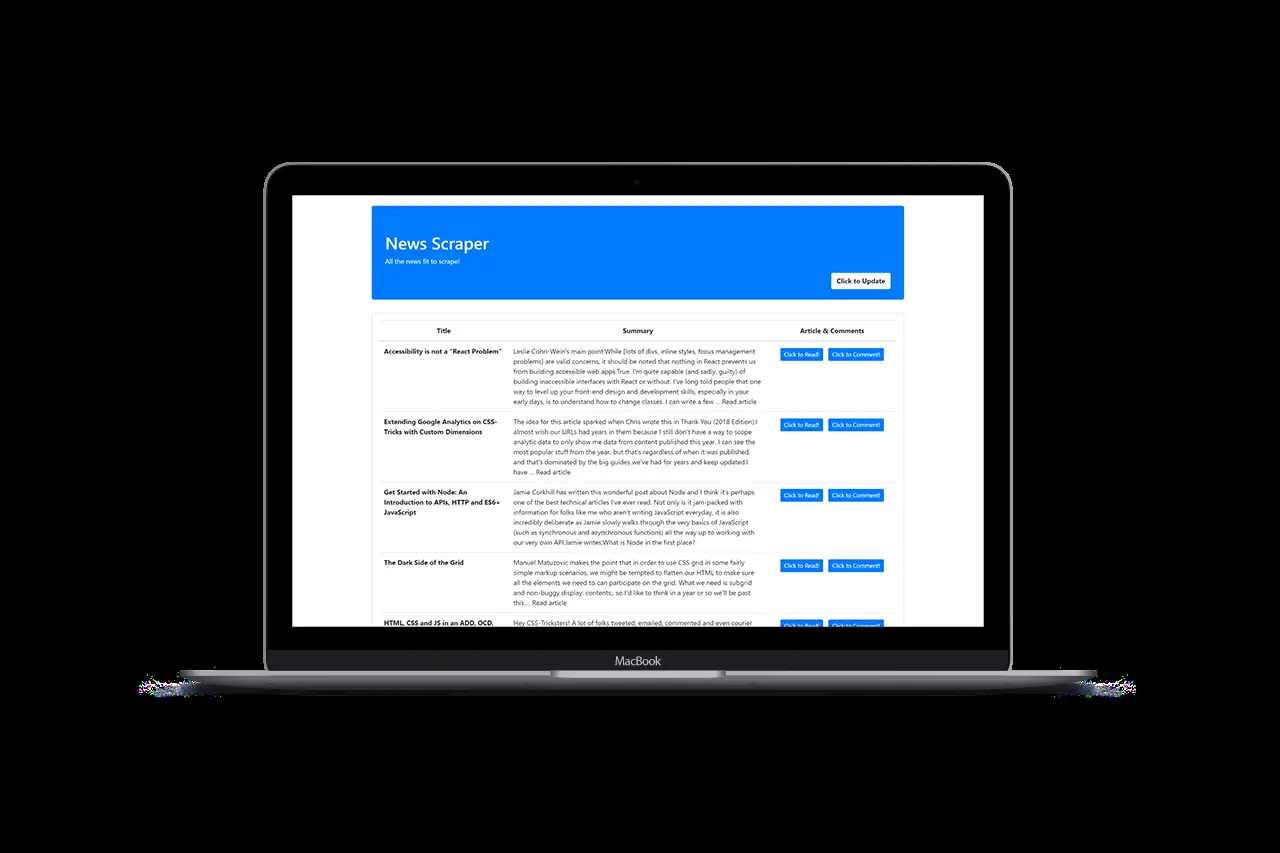 News Scraper
All the news fit to scrape!
Click to Update
Title Summary Article & Comments
Accessibility is not a "React Problem"
Leslie Cohn-Wein's main point:While [lots of divs, inline styles, focus management
problems] are valid concerns, it should be noted that nothing in React prevents us
from building accessible web apps.True. I'm quite capable (and sadly, guilty) of
building inaccessible interfaces with React or without. I've long told people that one
way to level up your front-end design and development skills, especially in your
early days, is to understand how to change classes. I can write a few ... Read article
Click to Read! Click to Comment!
Extending Google Analytics on CSS-
Tricks with Custom Dimensions
The idea for this article sparked when Chris wrote this in Thank You (2018 Edition):I
almost wish our URLs had years in them because I still don't have a way to scope
analytic data to only show me data from content published this year. I can see the
most popular stuff from the year, but that's regardless of when it was published,
and that's dominated by the big guides we've had for years and keep updated.I
have ... Read article
Click to Read! Click to Comment!
Get Started with Node: An
Introduction to APIs, HTTP and ES6+
JavaScript
Jamie Corkhill has written this wonderful post about Node and I think it's perhaps
one of the best technical articles I've ever read. Not only is it jam-packed with
information for folks like me who aren't writing JavaScript everyday, it is also
incredibly deliberate as Jamie slowly walks through the very basics of JavaScript
(such as synchronous and asynchronous functions) all the way up to working with
our very own API.Jamie writes:What is Node in the first place?
Click to Read! Click to Comment!
The Dark Side of the Grid
Manuel Matuzovic makes the point that in order to use CSS grid in some fairly
simple markup scenarios, we might be tempted to flatten our HTML to make sure
all the elements we need to can participate on the grid. What we need is subgrid
and non-buggy display: contents;, so I'd like to think in a year or so we'll be past
this.... Read article
Click to Read! Click to Comment!
HTML, CSS and JS in an ADD, OCD,
Hey CSS-Tricksters! A lot of folks tweeted, emailed, commented and even courier
Click to Read! Click to Comment!
MacBook